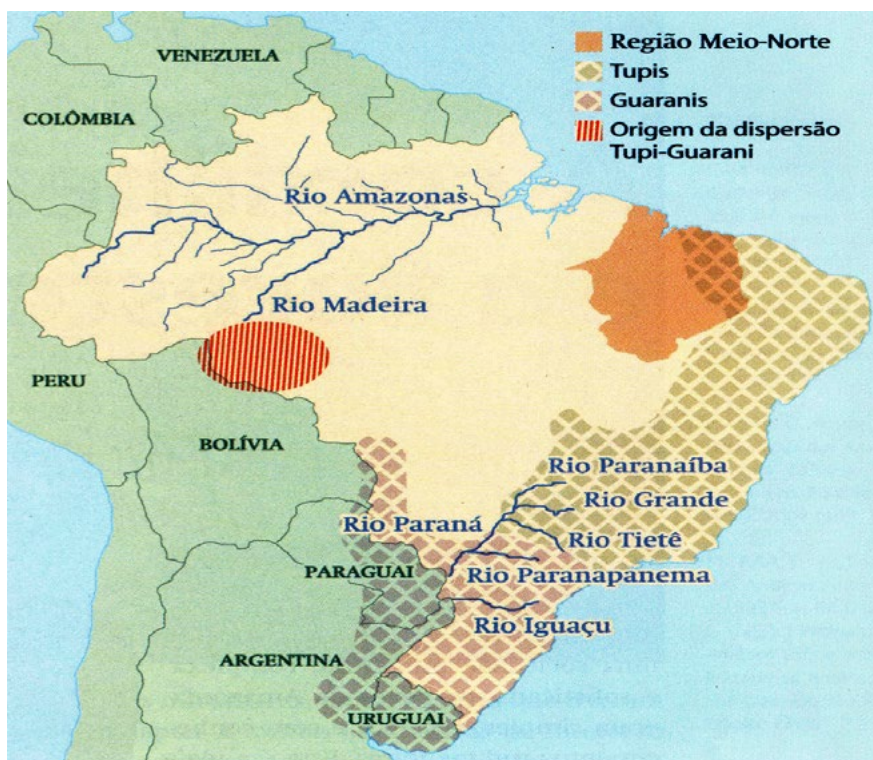 VENEZUELA
COLÔMBIA
Região Meio-Norte
Tupis
Guaranis
Origem da dispersão
Tupi-Guarani
Rio Amazonas
Rio Madeira
PERU
BOLÍVIA
Rio Paranaíba
Rio Grande
Rio Paraná
Rio Tietê
PARAGUAI
Rio Paranapanema
Rio Iguaçu
ARGENTINA
URUGUAI